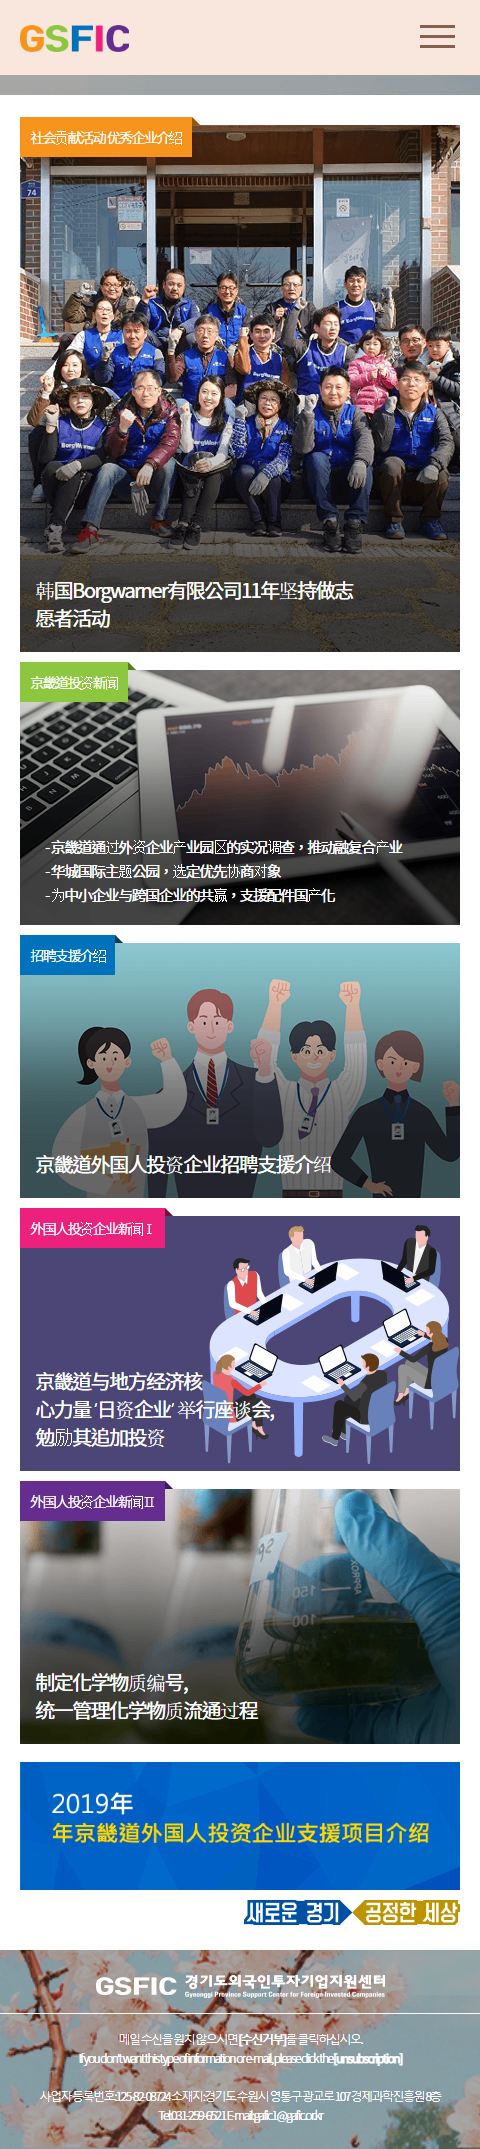 GSFIC
社会贡献活动 优秀企业介绍
韩国Borgwarner有限公司11年坚持做志
愿者活动
京畿道投资新闻
- 京畿道通过外资企业产业园区的实况调查，推动融复合产业
- 华城国际主题公园，选定优先协商对象
- 为中小企业与跨国企业的共赢，支援配件国产化
招聘支援介绍
京畿道外国人投资企业招聘支援介绍
外国人投资企业新闻 I
京畿道与地方经济核
心力量 ‘日资企业’ 举行座谈会,
勉励其追加投资
外国人投资企业新闻 II
制定化学物质编号,
统一管理化学物质流通过程
2019年
年京畿道外国人投资企业支援项目介绍
새로운 경기 공정한 세상
GSFIC 경기도외국인투자기업지원센터
Gyeonggi Province Support Center for Foreign-Invested Companies
메일 수신을 원치 않으시면 [수신거부]를 클릭하십시오.
If you don't want this type of information or e-mail, please click the [unsubscription]
사업자등록번호:125-82-08724 소재지:경기도 수원시 영통구 광교로 107 경제과학진흥원 8층
Tel:031-259-6521 E-mail:gafic1@gafic.or.kr